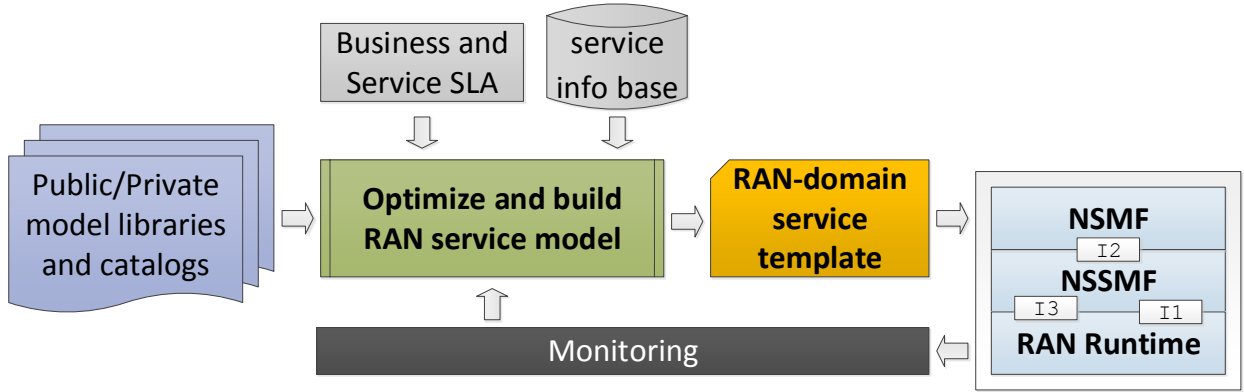 Business and
Service SLA
service
info base
Public/Private
model libraries
and catalogs
Optimize and build
RAN service model
RAN-domain
service
template
NSMF
I2
NSSMF
I3
I1
RAN Runtime
Monitoring